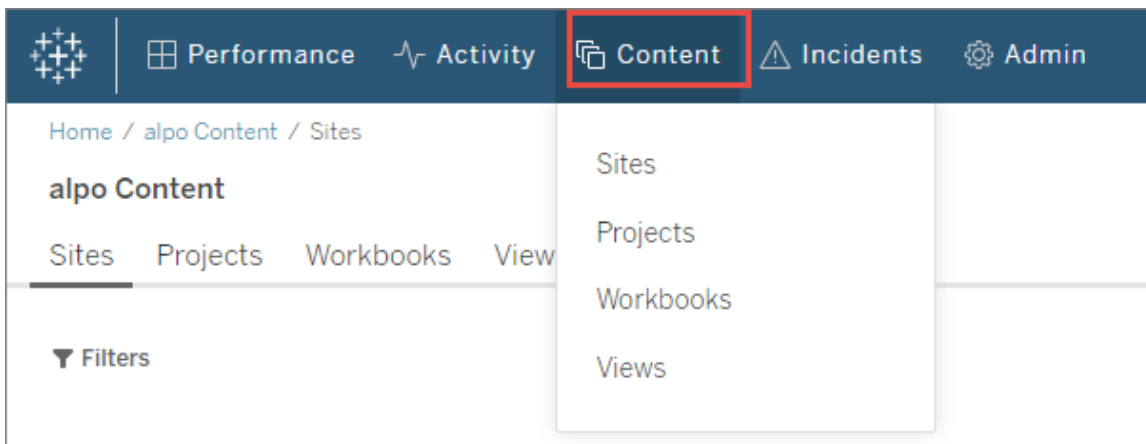 Performance Activity Content Incidents Admin
Home / alpo Content / Sites
alpo Content
Sites Projects Workbooks View
Filters
Sites
Projects
Workbooks
Views